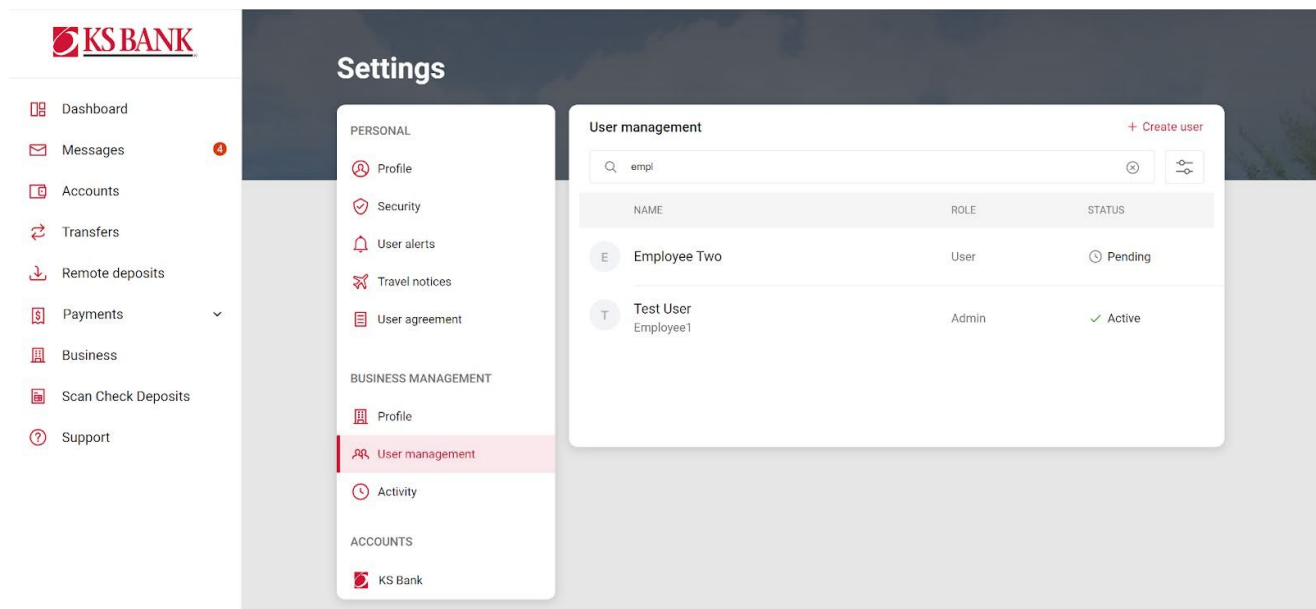 KS BANK
Dashboard
Messages 4
Accounts
Transfers
Remote deposits
Payments
Business
Scan Check Deposits
Support
Settings
PERSONAL
Profile
Security
User alerts
Travel notices
User agreement
BUSINESS MANAGEMENT
Profile
User management
Activity
ACCOUNTS
KS Bank
User management + Create user
empl
NAME ROLE STATUS
E Employee Two User Pending
T Test User Admin Active
Employee1